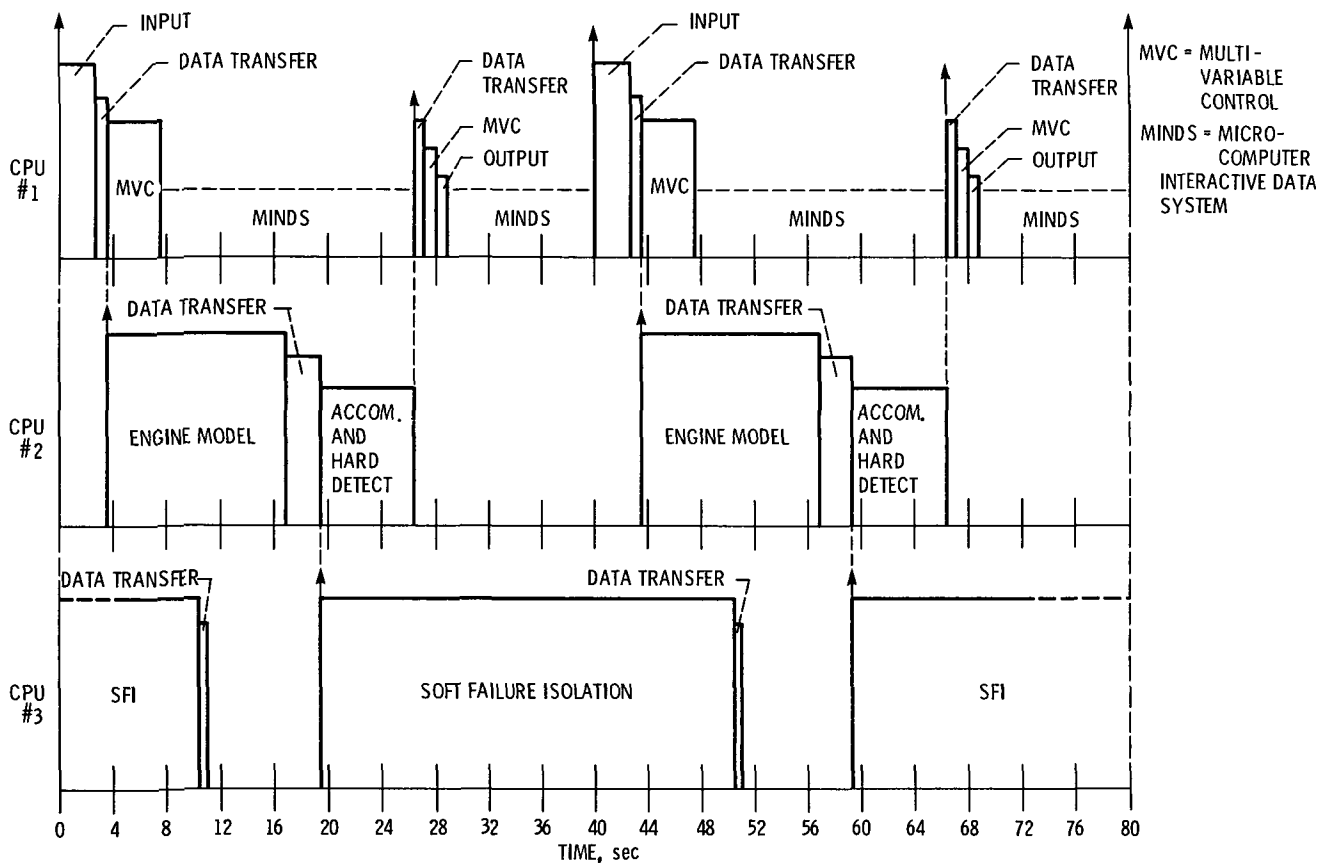 INPUT
DATA TRANSFER
DATA
TRANSFER
MVC
OUTPUT
INPUT
DATA TRANSFER
DATA
TRANSFER
MVC
OUTPUT
MVC = MULTI-
VARIABLE
CONTROL
MINDS = MICRO-
COMPUTER
INTERACTIVE DATA
SYSTEM
CPU
#1
MVC
MINDS
MINDS
MVC
MINDS
MINDS
DATA TRANSFER
DATA TRANSFER
CPU
#2
ENGINE MODEL
ACCOM.
AND
HARD
DETECT
ENGINE MODEL
ACCOM.
AND
HARD
DETECT
DATA TRANSFER
DATA TRANSFER
CPU
#3
SFI
SOFT FAILURE ISOLATION
SFI
0 4 8 12 16 20 24 28 32 36 40 44 48 52 56 60 64 68 72 76 80
TIME, sec